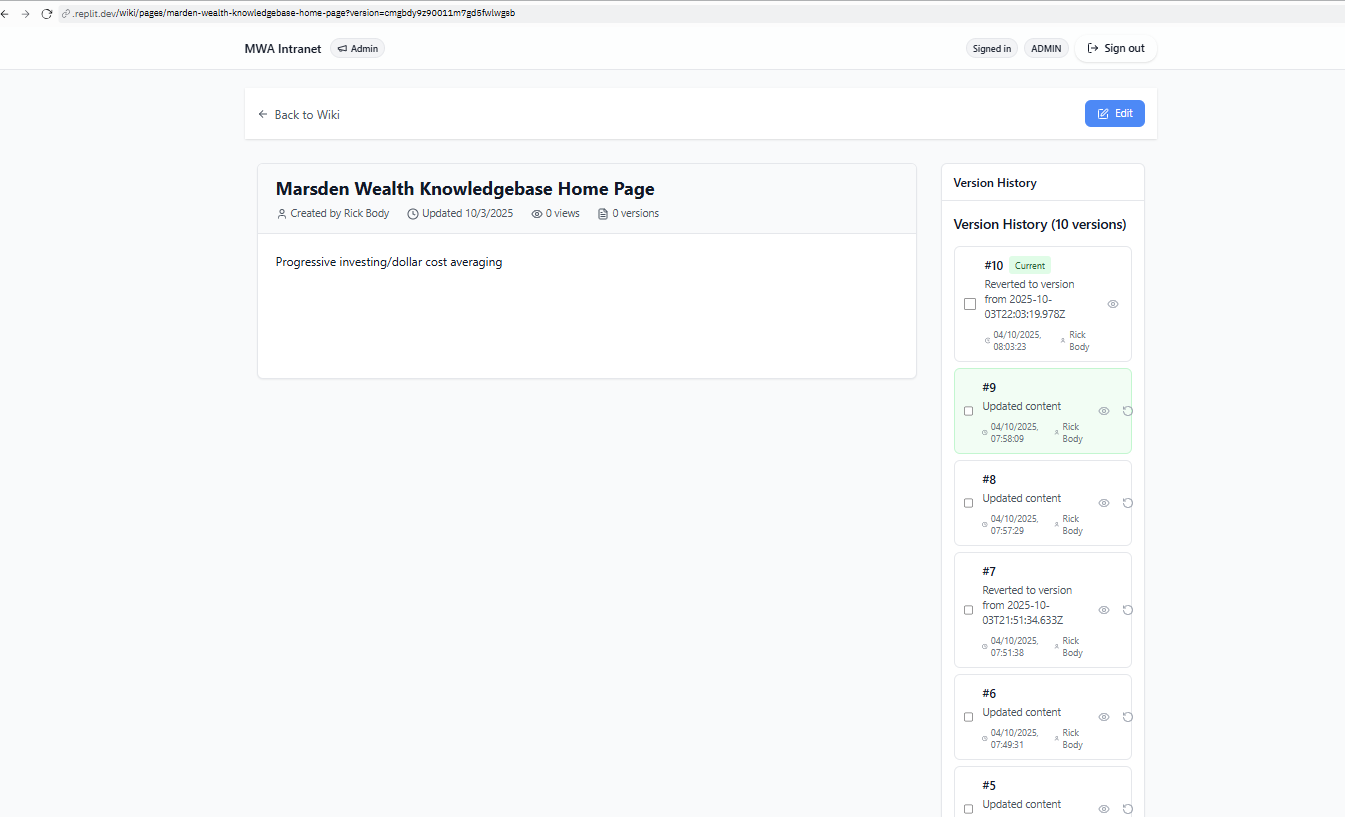 .replit.dev/wiki/pages/marden-wealth-knowledgebase-home-page?version=cmgbdy9z90011m7gd5fwlwgsb
MWA Intranet Admin Signed in ADMIN Sign out
Back to Wiki Edit
Marsden Wealth Knowledgebase Home Page
Created by Rick Body Updated 10/3/2025 0 views 0 versions
Progressive investing/dollar cost averaging
Version History
Version History (10 versions)
#10 Current
Reverted to version
from 2025-10-
03T22:03:19.978Z
04/10/2025, Rick
08:03:23 Body
#9
Updated content
04/10/2025, Rick
07:58:09 Body
#8
Updated content
04/10/2025, Rick
07:57:29 Body
#7
Reverted to version
from 2025-10-
03T21:51:34.633Z
04/10/2025, Rick
07:51:38 Body
#6
Updated content
04/10/2025, Rick
07:49:31 Body
#5
Updated content